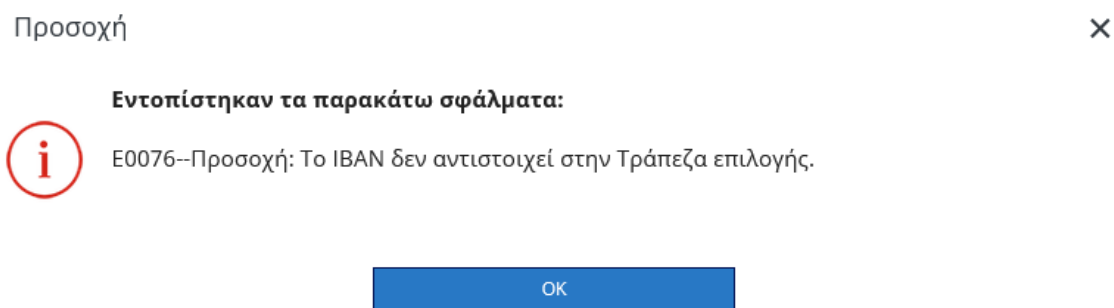 Προσοχή
Εντοπίστηκαν τα παρακάτω σφάλματα:
E0076--Προσοχή: Το IBAN δεν αντιστοιχεί στην Τράπεζα επιλογής.
OK